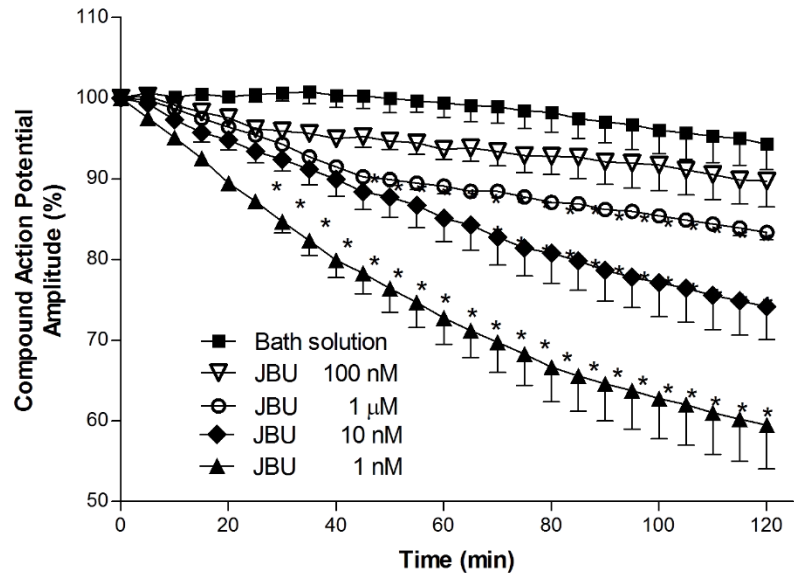 Compound Action Potential
Amplitude (%)
110
100
90
80
70
60
50
Bath solution
JBU 100 nM
JBU 1 μM
JBU 10 nM
JBU 1 nM
* * * * * * * * * * * * * * * * * * *
0 20 40 60 80 100 120
Time (min)